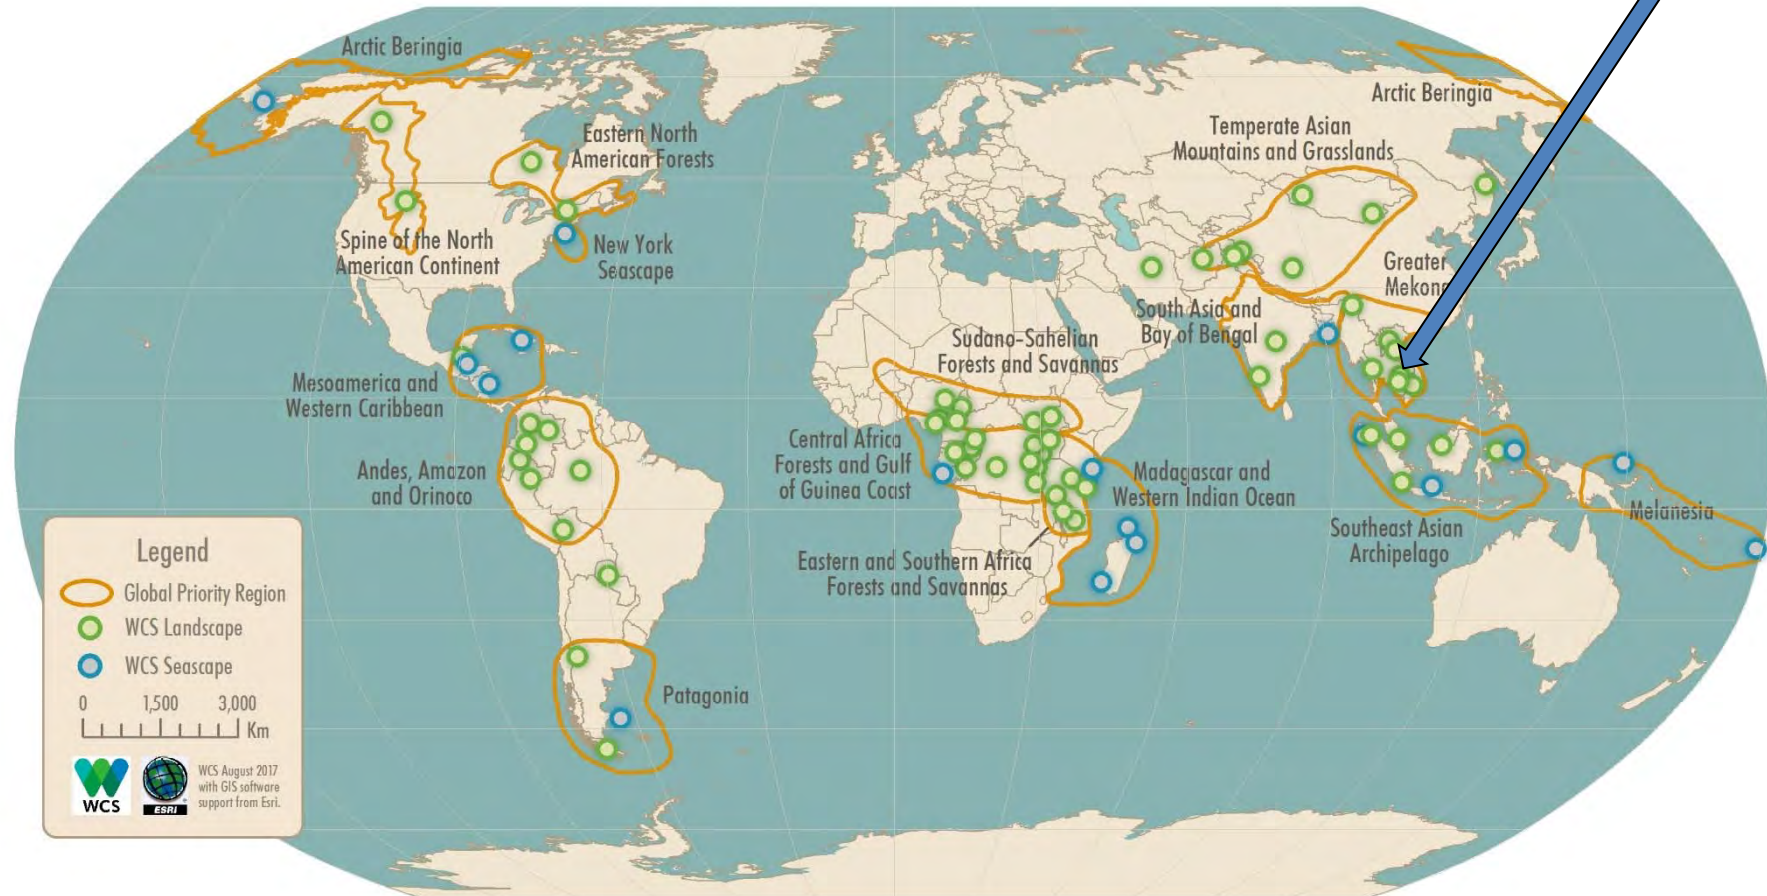 Arctic Beringia
Arctic Beringia
Eastern North
American Forests
Temperate Asian
Mountains and Grasslands
Spine of the North
American Continent
New York
Seascape
Greater
Mekong
South Asia and
Bay of Bengal
Sudano-Sahelian
Forests and Savannas
Mesoamerica and
Western Caribbean
Andes, Amazon
and Orinoco
Central Africa
Forests and Gulf
of Guinea Coast
Madagascar and
Western Indian Ocean
Eastern and Southern Africa
Forests and Savannas
Southeast Asian
Archipelago
Melanesia
Patagonia
Legend
Global Priority Region
WCS Landscape
WCS Seascape
0 1,500 3,000
Km
WCS
ESRI
WCS August 2017
with GIS software
support from Esri.